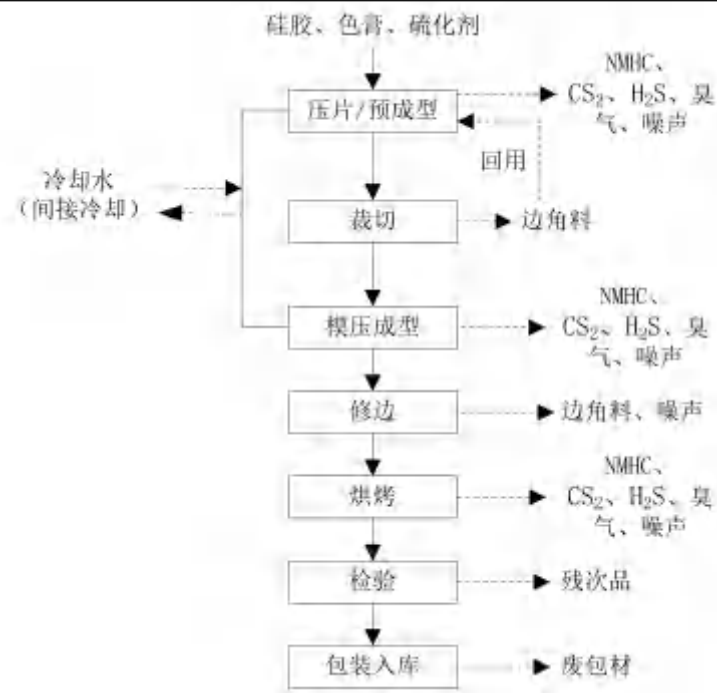 硅胶、色膏、硫化剂
NMHC、
CS₂、H₂S、臭
气、噪声
压片/预成型
回用
冷却水
（间接冷却）
裁切
边角料
NMHC、
CS₂、H₂S、臭
气、噪声
模压成型
修边
边角料、噪声
NMHC、
CS₂、H₂S、臭
气、噪声
烘烤
检验
残次品
包装入库
废包材